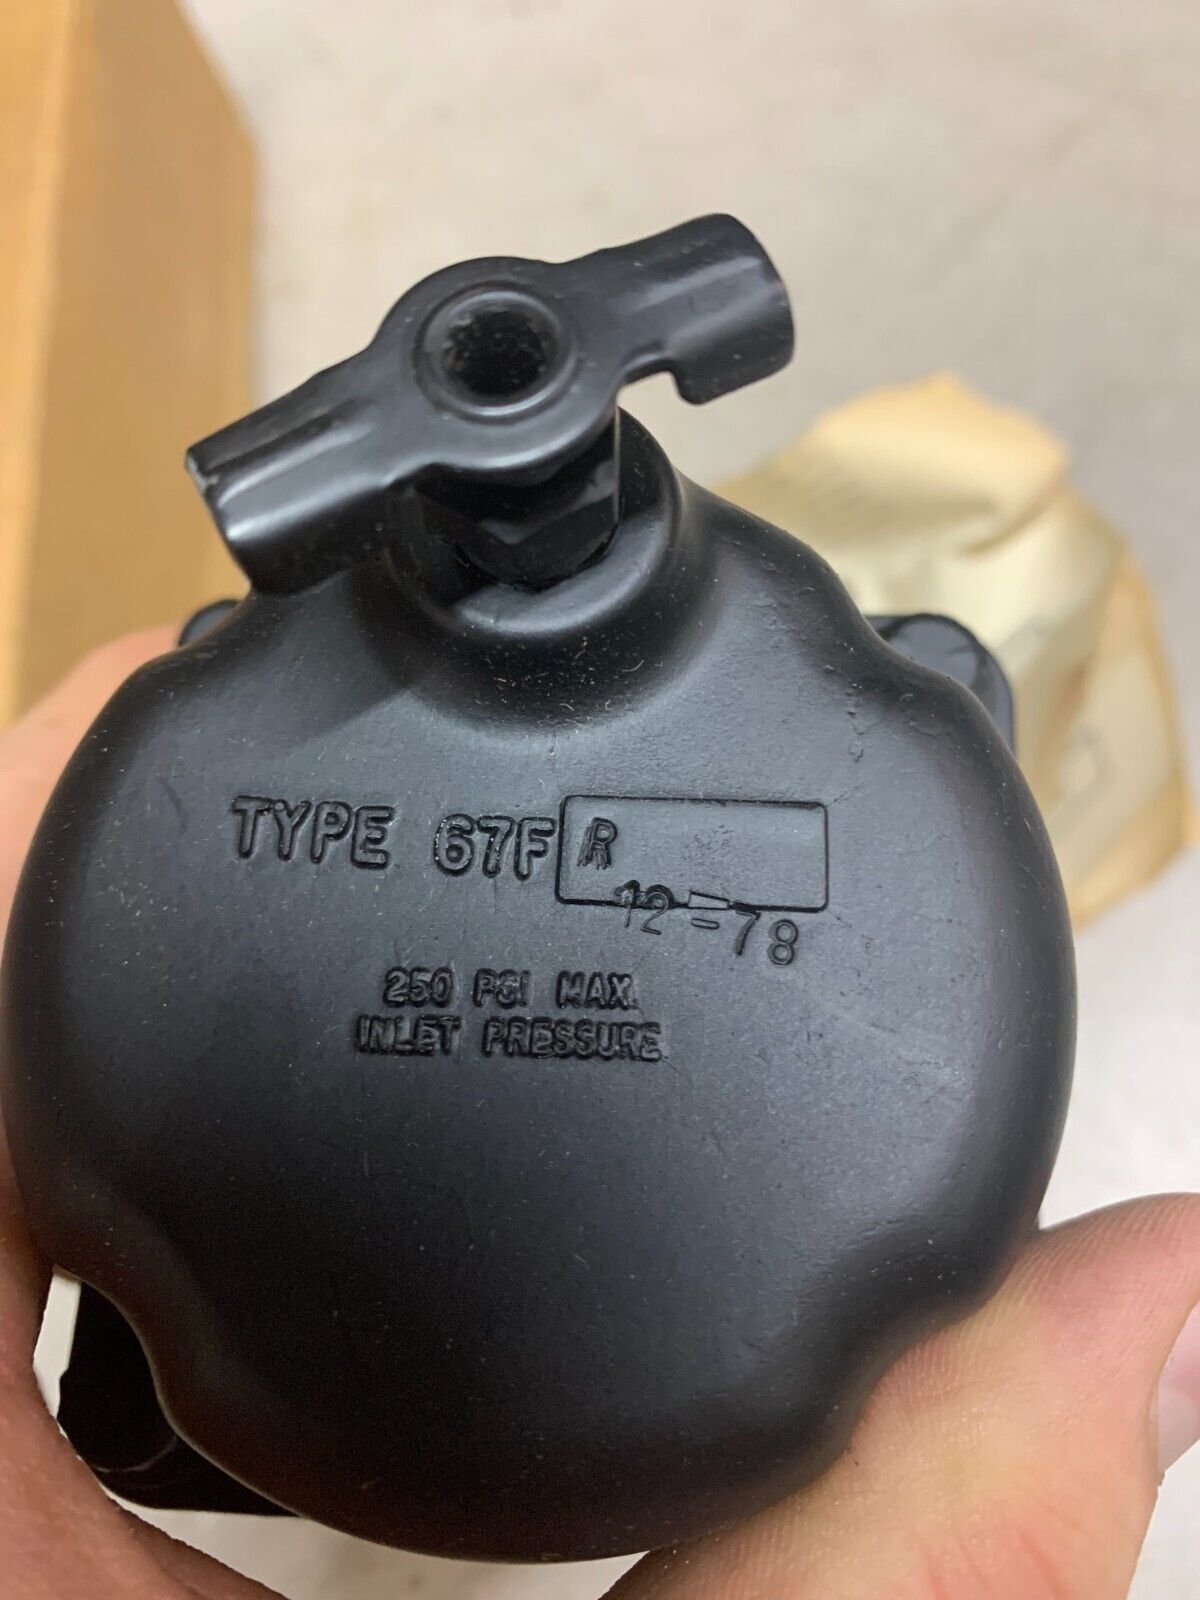 TYPE 67F R
12-78
250 PSI MAX.
INLET PRESSURE